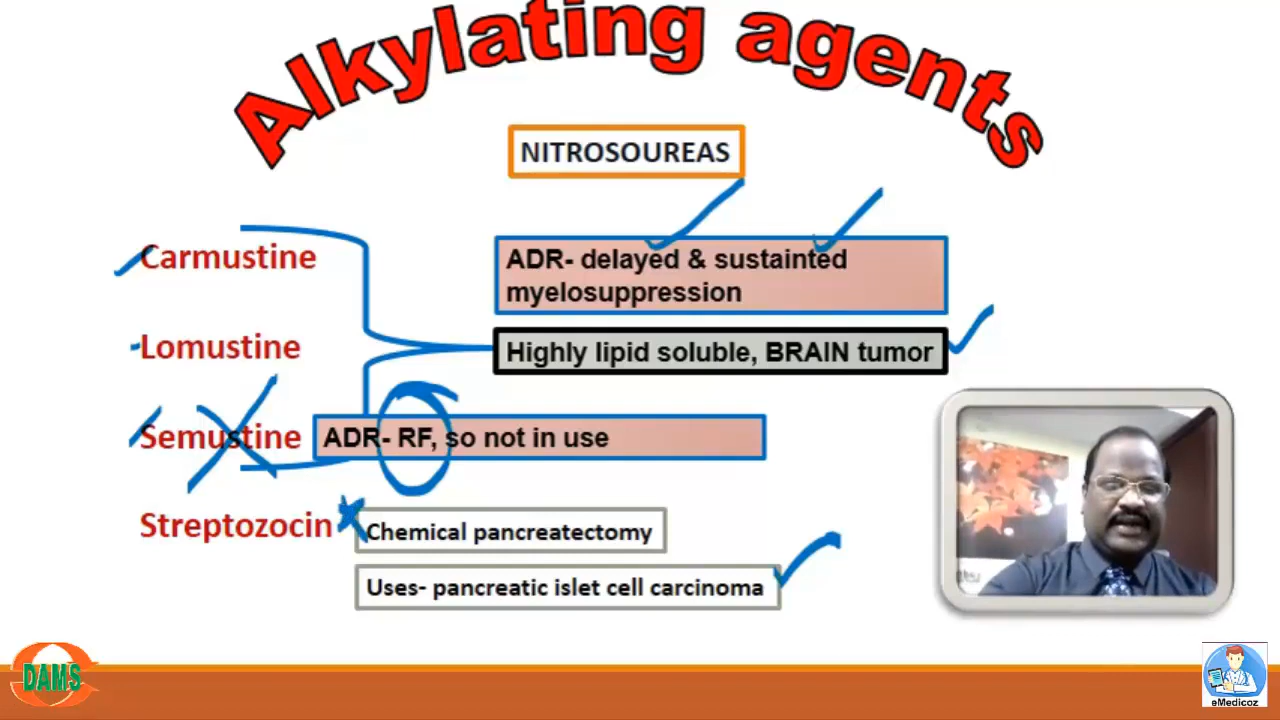 Alkylating agents
NITROSOUREAS
Carmustine
ADR- delayed & sustainted
myelosuppression
Lomustine
Highly lipid soluble, BRAIN tumor
Semustine
ADR- RF, so not in use
Streptozocin
Chemical pancreatectomy
Uses- pancreatic islet cell carcinoma
DAMS
eMedicoz